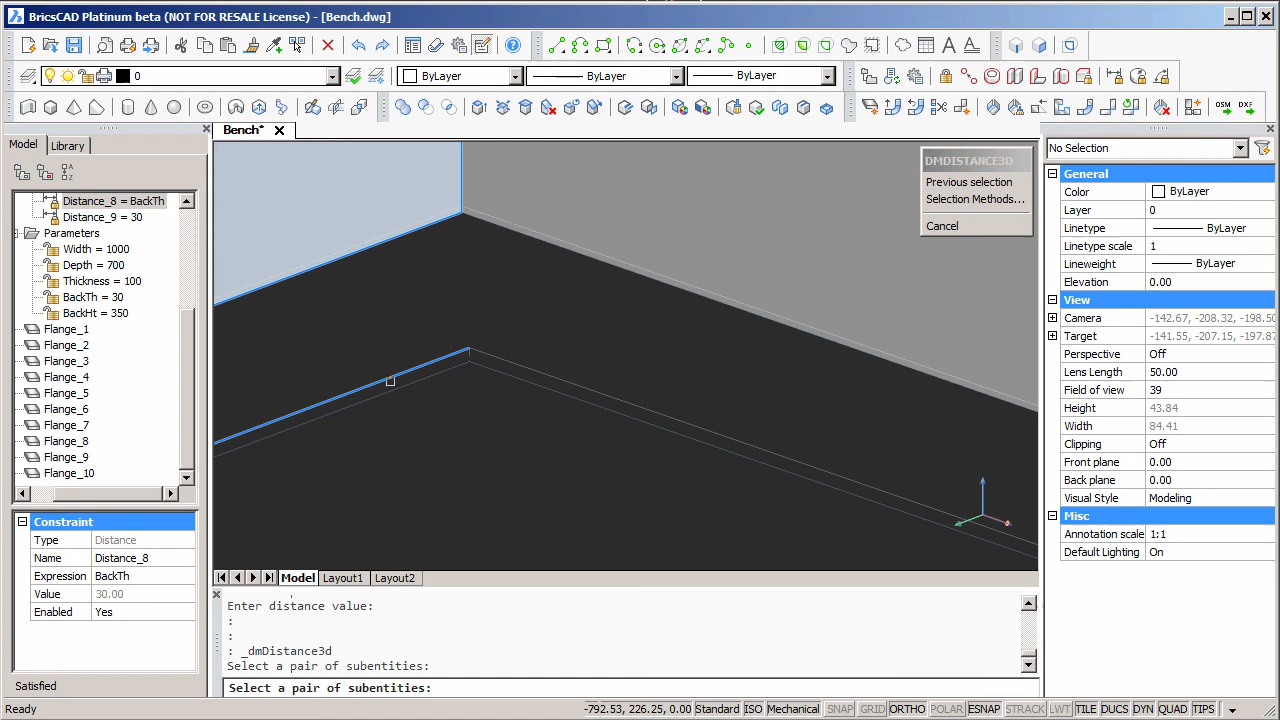 BricsCAD Platinum beta (NOT FOR RESALE License) - [Bench.dwg]
0
ByLayer
ByLayer
ByLayer
OSM
DXF
Model
Library
Bench*
Distance_8 = BackTh
Distance_9 = 30
Parameters
Width = 1000
Depth = 700
Thickness = 100
BackTh = 30
BackHt = 350
Flange_1
Flange_2
Flange_3
Flange_4
Flange_5
Flange_6
Flange_7
Flange_8
Flange_9
Flange_10
Constraint
Type Distance
Name Distance_8
Expression BackTh
Value 30.00
Enabled Yes
Satisfied
DMDISTANCE3D
Previous selection
Selection Methods...
Cancel
Model Layout1 Layout2
Enter distance value:
:
:
: _dmDistance3d
Select a pair of subentities:
Select a pair of subentities:
No Selection
General
Color ByLayer
Layer 0
Linetype ByLayer
Linetype scale 1
Lineweight ByLayer
Elevation 0.00
View
Camera -142.67, -208.32, -198.50
Target -141.55, -207.15, -197.87
Perspective Off
Lens Length 50.00
Field of view 39
Height 43.84
Width 84.41
Clipping Off
Front plane 0.00
Back plane 0.00
Visual Style Modeling
Misc
Annotation scale 1:1
Default Lighting On
Ready
-792.53, 226.25, 0.00 Standard ISO Mechanical SNAP GRID ORTHO POLAR ESNAP STRACK LWT TILE DUCS DYN QUAD TIPS